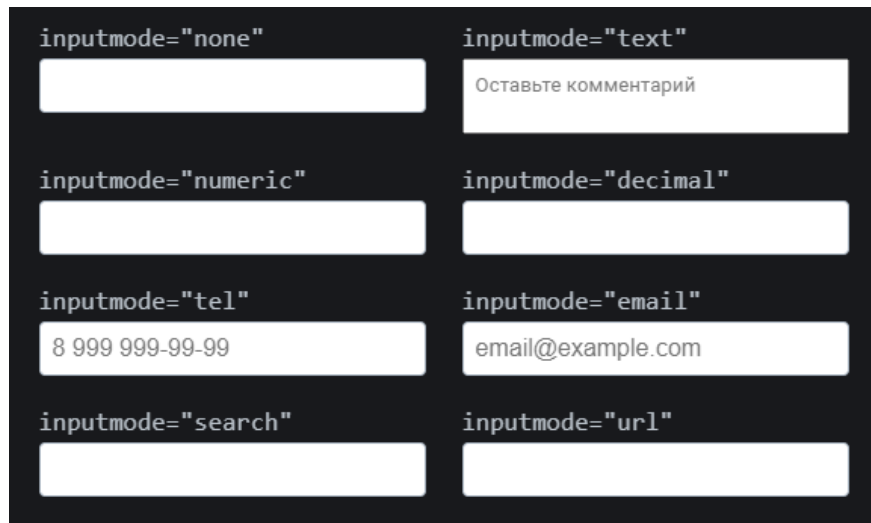 inputmode="none"
inputmode="text"
Оставьте комментарий
inputmode="numeric"
inputmode="decimal"
inputmode="tel"
inputmode="email"
8 999 999-99-99
email@example.com
inputmode="search"
inputmode="url"